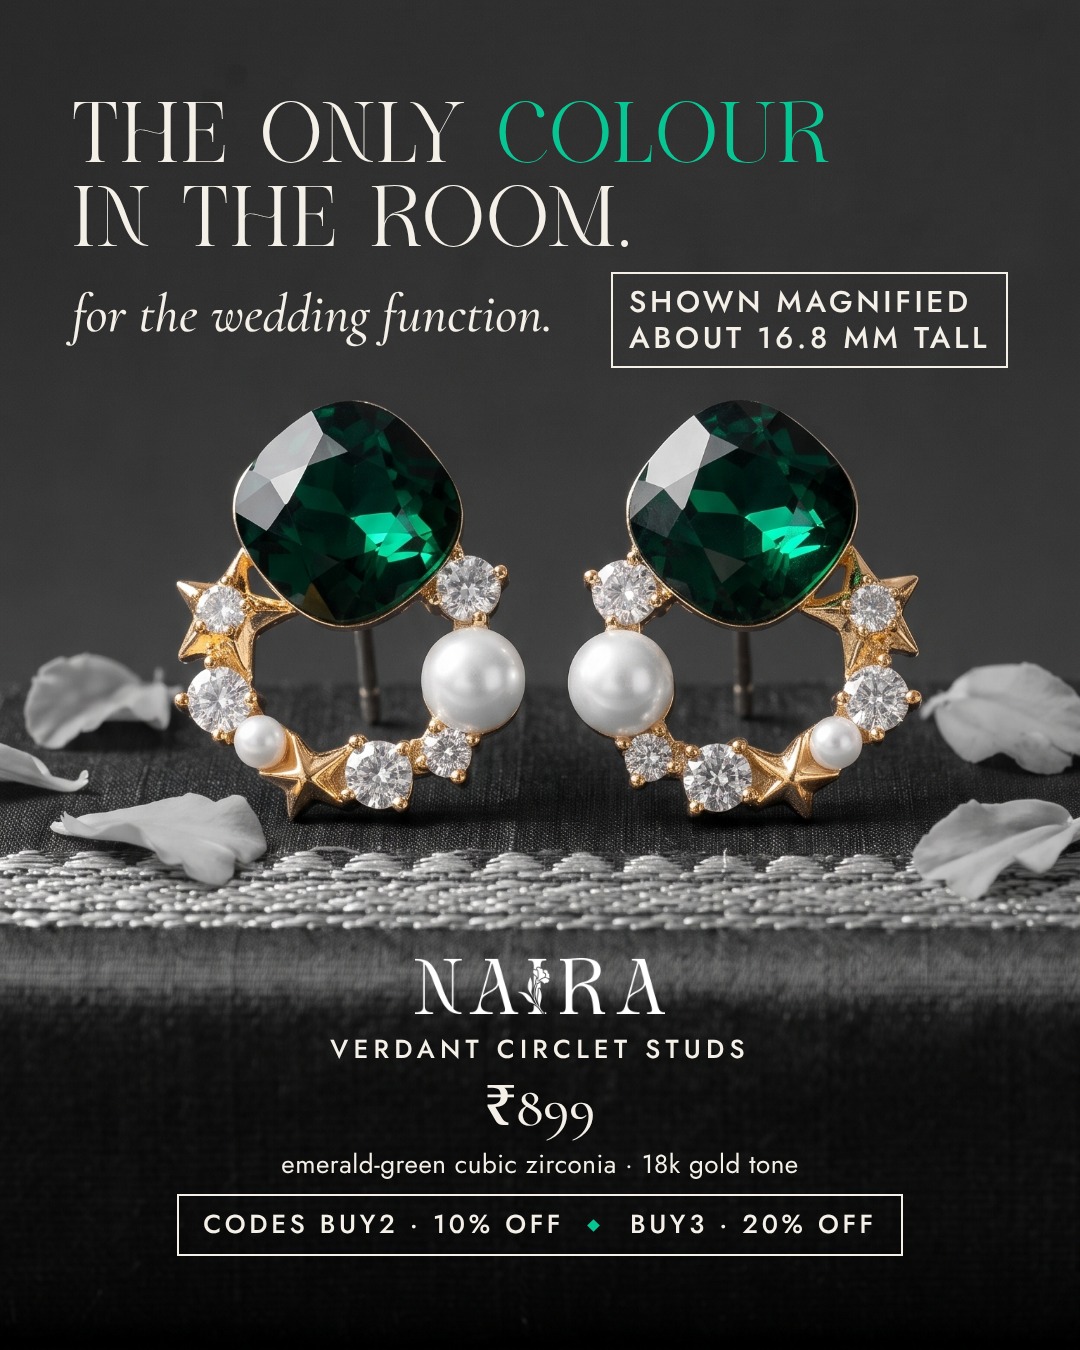 THE ONLY COLOUR
IN THE ROOM.
for the wedding function.
SHOWN MAGNIFIED
ABOUT 16.8 MM TALL
NAIRA
VERDANT CIRCLET STUDS
₹899
emerald-green cubic zirconia · 18k gold tone
CODES BUY2 · 10% OFF ◆ BUY3 · 20% OFF